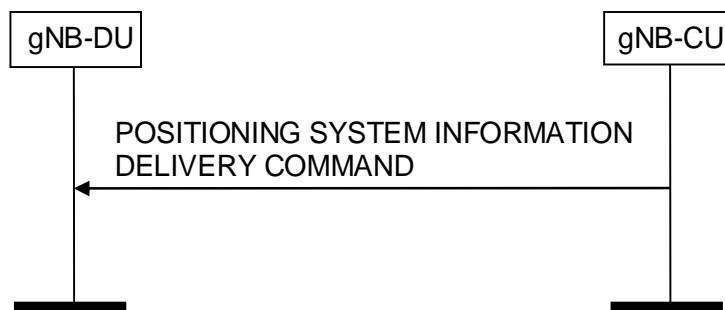 gNB-DU
gNB-CU
POSITIONING SYSTEM INFORMATION
DELIVERY COMMAND